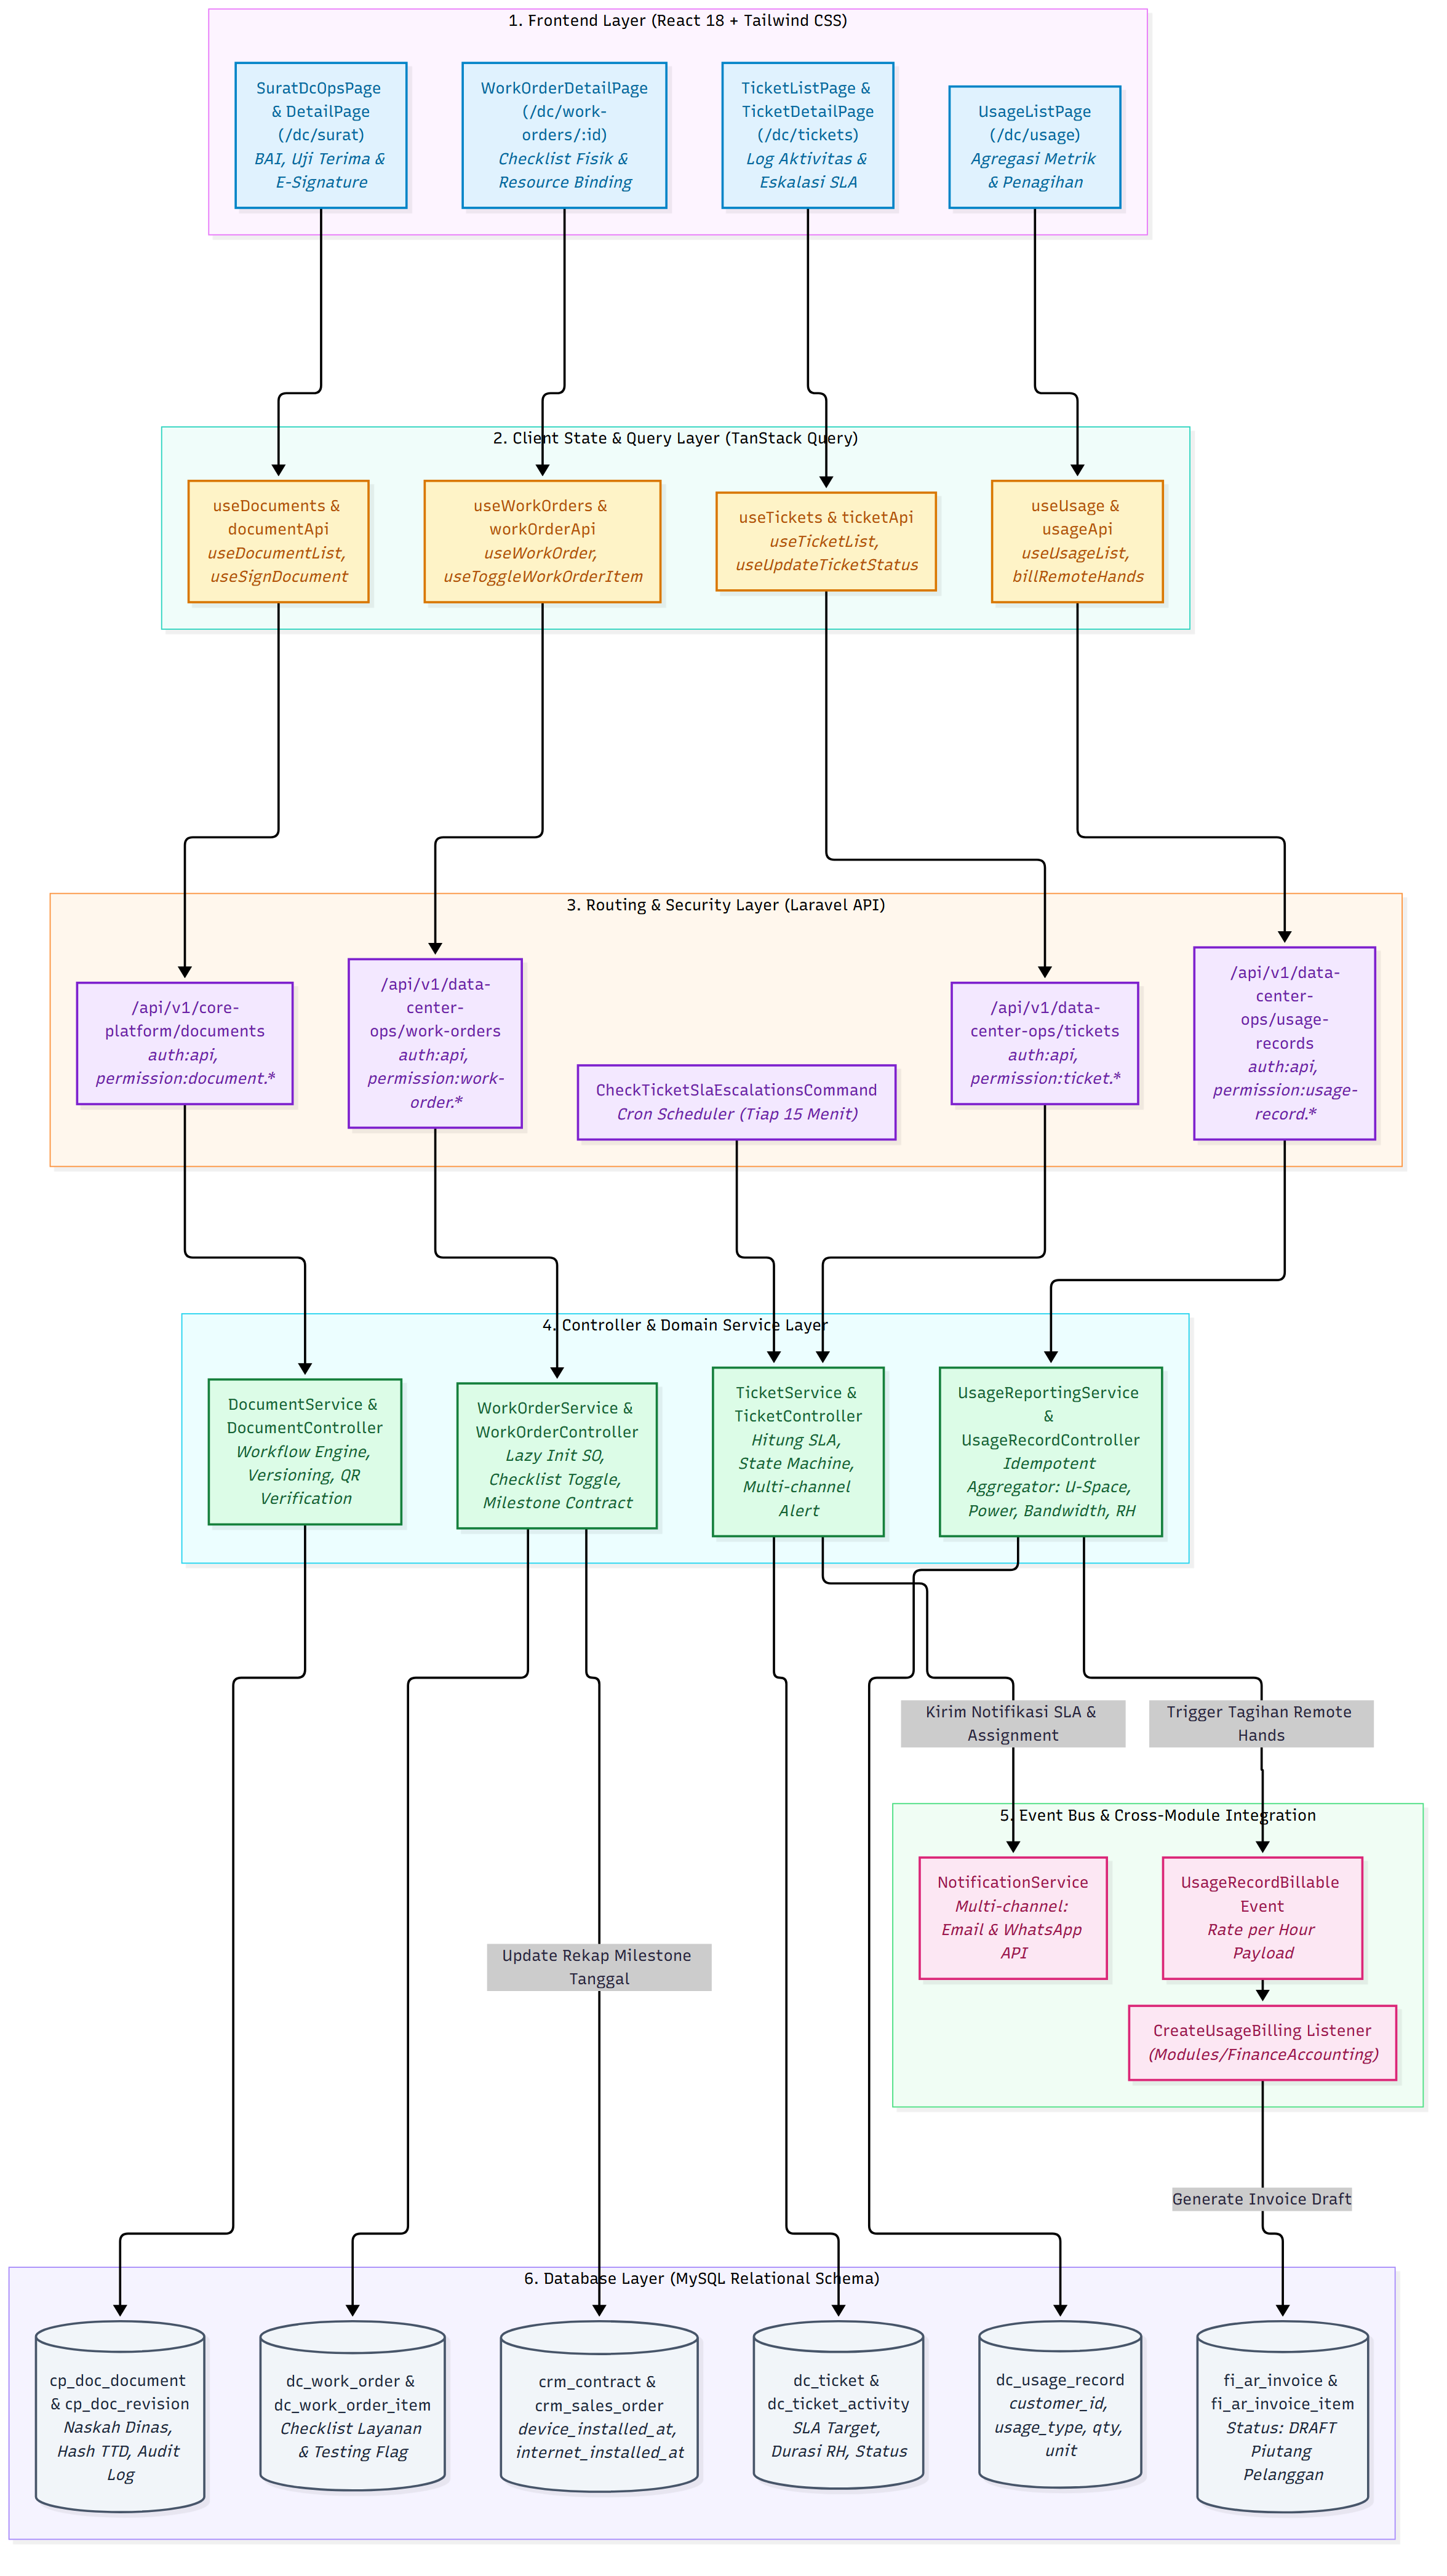 1. Frontend Layer (React 18 + Tailwind CSS)
SuratDcOpsPage
& DetailPage
(/dc/surat)
BAI, Uji Terima &
E-Signature
WorkOrderDetailPage
(/dc/work-
orders/:id)
Checklist Fisik &
Resource Binding
TicketListPage &
TicketDetailPage
(/dc/tickets)
Log Aktivitas &
Eskalasi SLA
UsageListPage
(/dc/usage)
Agregasi Metrik
& Penagihan
2. Client State & Query Layer (TanStack Query)
useDocuments &
documentApi
useDocumentList,
useSignDocument
useWorkOrders &
workOrderApi
useWorkOrder,
useToggleWorkOrderItem
useTickets & ticketApi
useTicketList,
useUpdateTicketStatus
useUsage &
usageApi
useUsageList,
billRemoteHands
3. Routing & Security Layer (Laravel API)
/api/v1/core-
platform/documents
auth:api,
permission:document.*
/api/v1/data-
center-
ops/work-orders
auth:api,
permission:work-
order.*
CheckTicketSlaEscalationsCommand
Cron Scheduler (Tiap 15 Menit)
/api/v1/data-
center-ops/tickets
auth:api,
permission:ticket.*
/api/v1/data-
center-
ops/usage-
records
auth:api,
permission:usage-
record.*
4. Controller & Domain Service Layer
DocumentService &
DocumentController
Workflow Engine,
Versioning, QR
Verification
WorkOrderService &
WorkOrderController
Lazy Init SO,
Checklist Toggle,
Milestone Contract
TicketService &
TicketController
Hitung SLA,
State Machine,
Multi-channel
Alert
UsageReportingService
&
UsageRecordController
Idempotent
Aggregator: U-Space,
Power, Bandwidth, RH
Kirim Notifikasi SLA &
Assignment
Trigger Tagihan Remote
Hands
5. Event Bus & Cross-Module Integration
NotificationService
Multi-channel:
Email & WhatsApp
API
UsageRecordBillable
Event
Rate per Hour
Payload
Update Rekap Milestone
Tanggal
CreateUsageBilling Listener
(Modules/FinanceAccounting)
Generate Invoice Draft
6. Database Layer (MySQL Relational Schema)
cp_doc_document
& cp_doc_revision
Naskah Dinas,
Hash TTD, Audit
Log
dc_work_order &
dc_work_order_item
Checklist Layanan
& Testing Flag
crm_contract &
crm_sales_order
device_installed_at,
internet_installed_at
dc_ticket &
dc_ticket_activity
SLA Target,
Durasi RH, Status
dc_usage_record
customer_id,
usage_type, qty,
unit
fi_ar_invoice &
fi_ar_invoice_item
Status: DRAFT
Piutang
Pelanggan